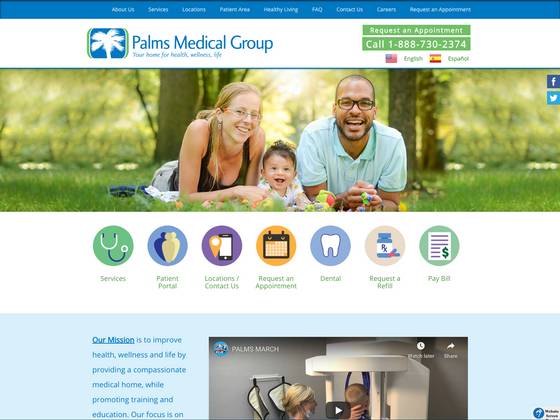 About Us Services Locations Patient Area Healthy Living FAQ Contact Us Careers Request an Appointment
Palms Medical Group
Your home for health, wellness, life
Request an Appointment
Call 1-888-730-2374
English Español
Services
Patient
Portal
Locations /
Contact Us
Request an
Appointment
Dental
Request a
Refill
Pay Bill
Rx
$
Our Mission is to improve
health, wellness and life by
providing a compassionate
medical home, while
promoting training and
education. Our focus is on
PALMS MARCH
Watch later
Share